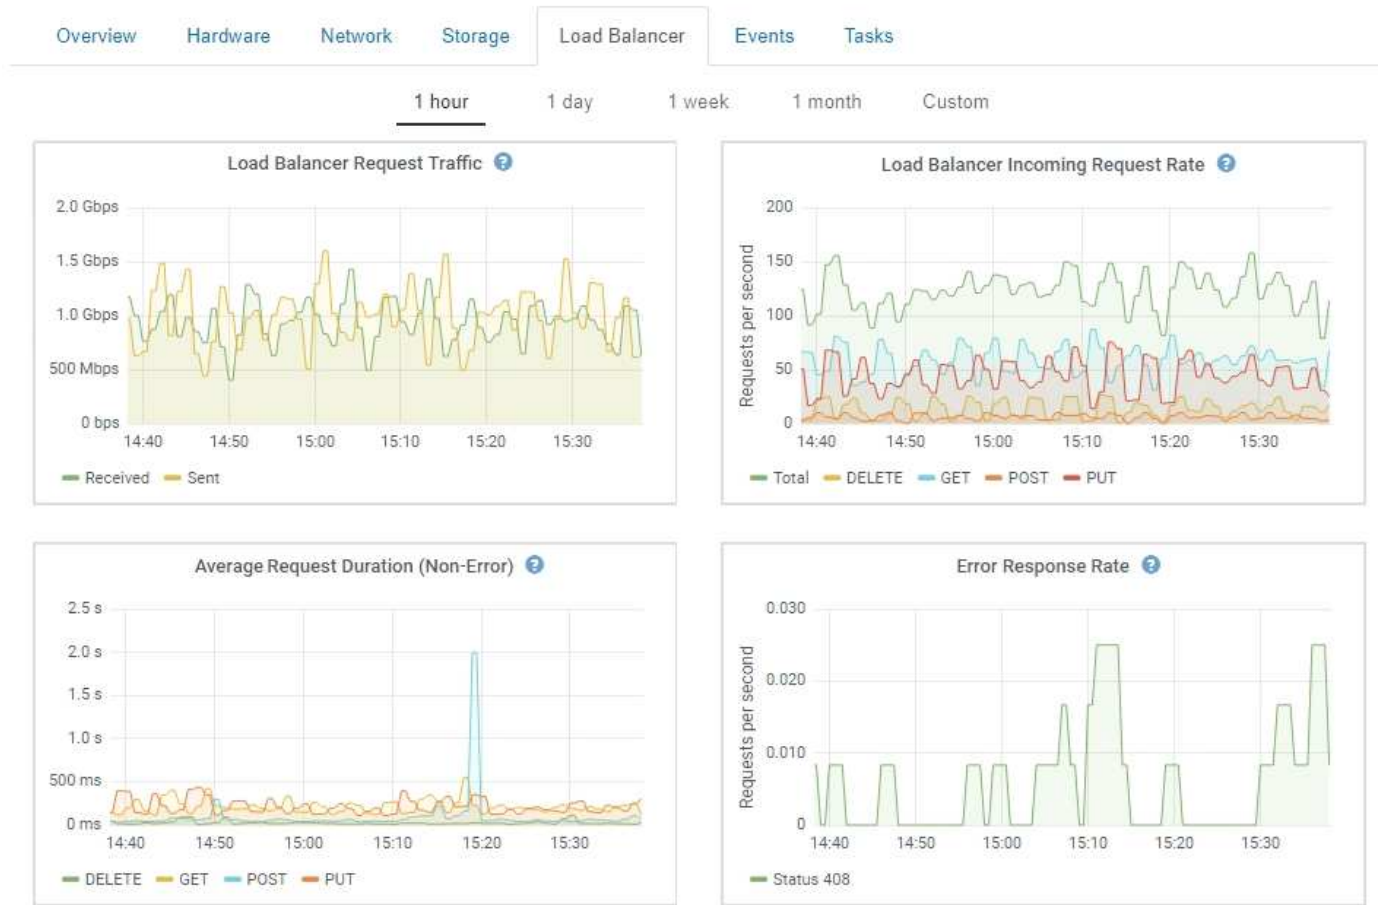 Overview Hardware Network Storage Load Balancer Events Tasks
1 hour 1 day 1 week 1 month Custom
Load Balancer Request Traffic ?
2.0 Gbps
1.5 Gbps
1.0 Gbps
500 Mbps
0 bps
14:40 14:50 15:00 15:10 15:20 15:30
Received Sent
Load Balancer Incoming Request Rate ?
Requests per second
200
150
100
50
0
14:40 14:50 15:00 15:10 15:20 15:30
Total DELETE GET POST PUT
Average Request Duration (Non-Error) ?
2.5 s
2.0 s
1.5 s
1.0 s
500 ms
0 ms
14:40 14:50 15:00 15:10 15:20 15:30
DELETE GET POST PUT
Error Response Rate ?
Requests per second
0.030
0.020
0.010
0
14:40 14:50 15:00 15:10 15:20 15:30
Status 408